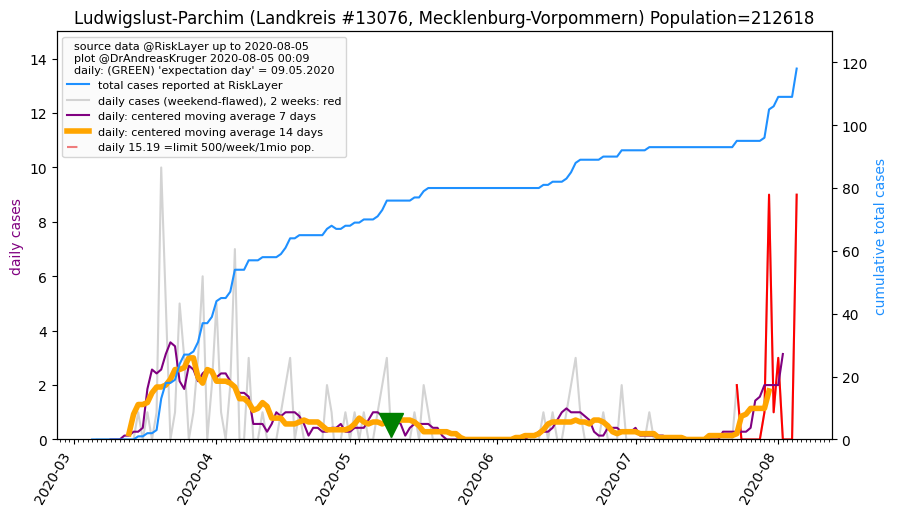 Ludwigslust-Parchim (Landkreis #13076, Mecklenburg-Vorpommern) Population=212618
source data @RiskLayer up to 2020-08-05
plot @DrAndreasKruger 2020-08-05 00:09
daily: (GREEN) 'expectation day' = 09.05.2020
total cases reported at RiskLayer
daily cases (weekend-flawed), 2 weeks: red
daily: centered moving average 7 days
daily: centered moving average 14 days
daily 15.19 =limit 500/week/1mio pop.
daily cases
14
12
10
8
6
4
2
0
cumulative total cases
120
100
80
60
40
20
0
2020-03
2020-04
2020-05
2020-06
2020-07
2020-08